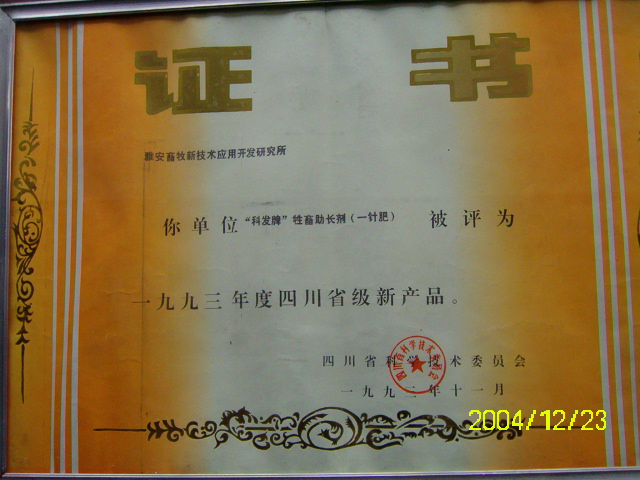 证书
雅安畜牧新技术应用开发研究所
你单位“科发牌”牲畜助长剂（一针肥） 被评为
一九九三年度四川省级新产品。
四川省科学技术委员会
一九九三年十一月
2004/12/23